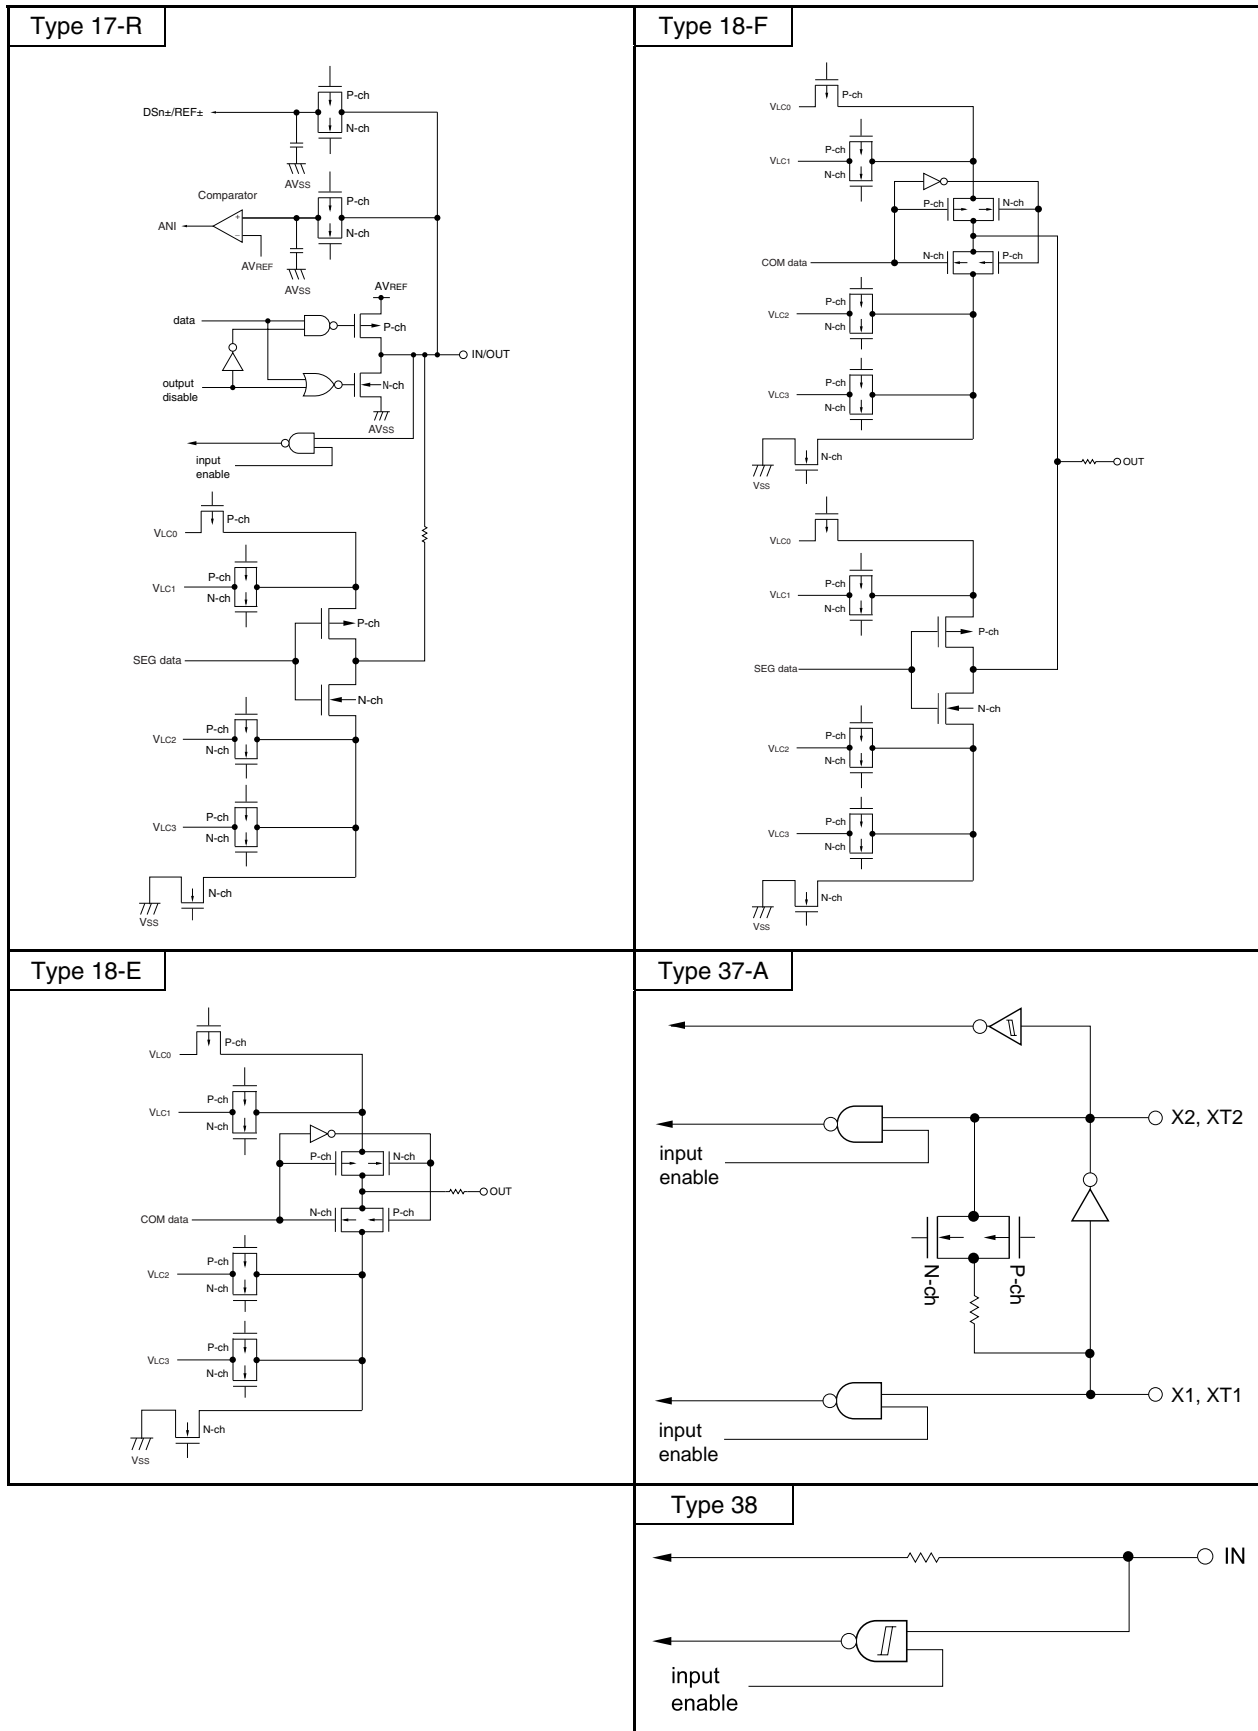 Type 17-R
P-ch
DSn±/REF±
N-ch
AVSS
Comparator
P-ch
+
ANI
−
N-ch
AVREF
AVSS
AVREF
data
P-ch
IN/OUT
output
disable
N-ch
AVSS
input
enable
P-ch
VLC0
P-ch
VLC1
N-ch
P-ch
SEG data
N-ch
P-ch
VLC2
N-ch
P-ch
VLC3
N-ch
N-ch
VSS
Type 18-F
P-ch
VLC0
P-ch
VLC1
N-ch
P-ch
N-ch
N-ch
P-ch
COM data
P-ch
VLC2
N-ch
P-ch
VLC3
N-ch
N-ch
OUT
VSS
P-ch
VLC0
P-ch
VLC1
N-ch
P-ch
SEG data
N-ch
P-ch
VLC2
N-ch
P-ch
VLC3
N-ch
N-ch
VSS
Type 18-E
P-ch
VLC0
P-ch
VLC1
N-ch
P-ch
N-ch
OUT
N-ch
P-ch
COM data
P-ch
VLC2
N-ch
P-ch
VLC3
N-ch
N-ch
VSS
Type 37-A
X2, XT2
input
enable
N-ch
P-ch
X1, XT1
input
enable
Type 38
IN
input
enable